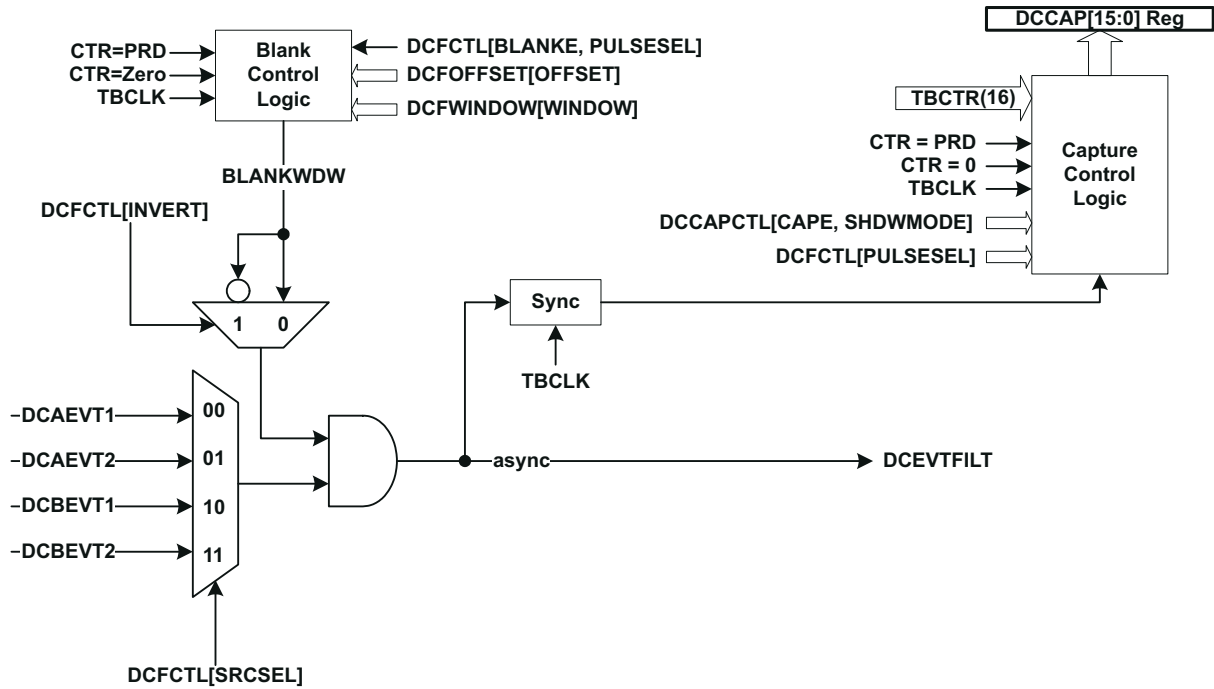 DCCAP[15:0] Reg
CTR=PRD
CTR=Zero
TBCLK
Blank
Control
Logic
DCFCTL[BLANKE, PULSESEL]
DCFOFFSET[OFFSET]
DCFWINDOW[WINDOW]
TBCTR(16)
CTR = PRD
CTR = 0
TBCLK
DCCAPCTL[CAPE, SHDWMODE]
DCFCTL[PULSESEL]
Capture
Control
Logic
BLANKWDW
DCFCTL[INVERT]
1 0
Sync
TBCLK
DCAEVT1
DCAEVT2
DCBEVT1
DCBEVT2
00
01
10
11
async
DCEVTFILT
DCFCTL[SRCSEL]